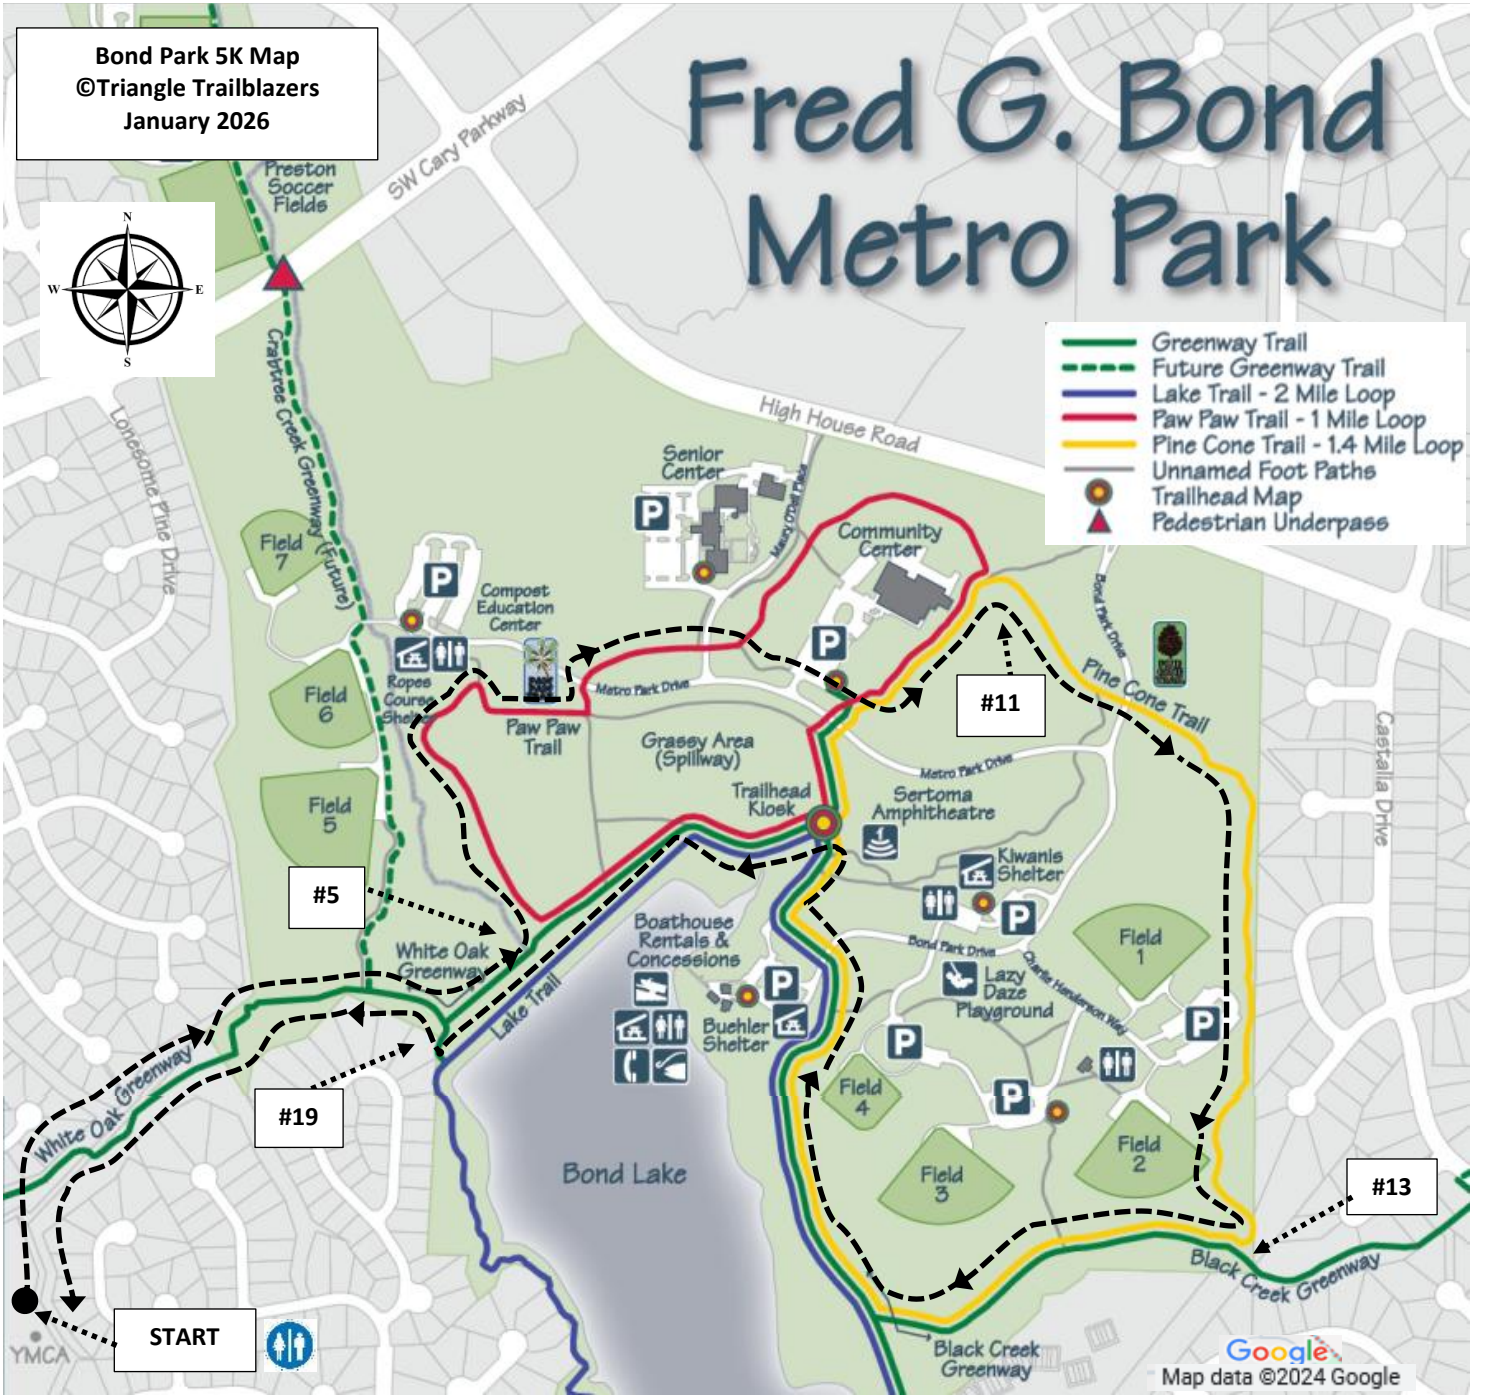 Bond Park 5K Map
©Triangle Trailblazers
January 2026
Fred G. Bond
Metro Park
Preston
Soccer
Fields
SW Cary Parkway
N
W
E
S
Greenway Trail
Future Greenway Trail
Lake Trail - 2 Mile Loop
Paw Paw Trail - 1 Mile Loop
Pine Cone Trail - 1.4 Mile Loop
Unnamed Foot Paths
Trailhead Map
Pedestrian Underpass
Crabtree Creek Greenway (Future)
Lonesome Pine Drive
High House Road
Senior
Center
P
Maury O'Dell Place
Community
Center
Field
7
P
Compost
Education
Center
Bond Park Drive
P
Ropes
Course
Shelter
Field
6
Metro Park Drive
Pine Cone Trail
#11
Paw Paw
Trail
Grassy Area
(Spillway)
Metro Park Drive
Castalia Drive
Trailhead
Kiosk
Sertoma
Amphitheatre
Field
5
Kiwanis
Shelter
P
#5
Boathouse
Rentals &
Concessions
Bond Park Drive
Field
1
White Oak
Greenway
Lake Trail
P
Lazy
Daze
Playground
Charlie Henderson Way
P
Buehler
Shelter
P
White Oak Greenway
#19
Field
4
P
Field
2
Bond Lake
Field
3
#13
Black Creek Greenway
START
YMCA
Black Creek
Greenway
Google
Map data ©2024 Google